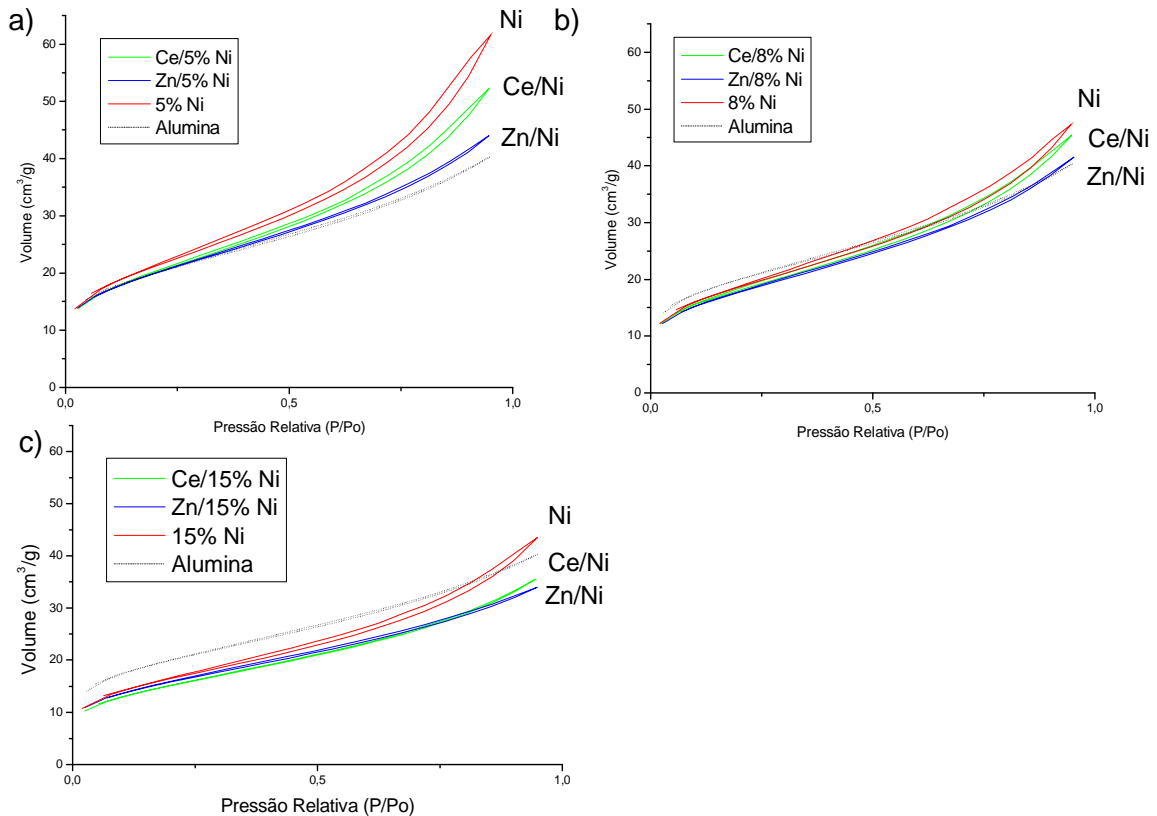 a)
Ce/5% Ni
Zn/5% Ni
5% Ni
Alumina
Ni
Ce/Ni
Zn/Ni
Volume (cm³/g)
60
50
40
30
20
10
0
0,0 0,5 1,0
Pressão Relativa (P/Po)
b)
Ce/8% Ni
Zn/8% Ni
8% Ni
Alumina
Ni
Ce/Ni
Zn/Ni
Volume (cm³/g)
60
50
40
30
20
10
0
0,0 0,5 1,0
Pressão Relativa (P/Po)
c)
Ce/15% Ni
Zn/15% Ni
15% Ni
Alumina
Ni
Ce/Ni
Zn/Ni
Volume (cm³/g)
60
50
40
30
20
10
0
0,0 0,5 1,0
Pressão Relativa (P/Po)